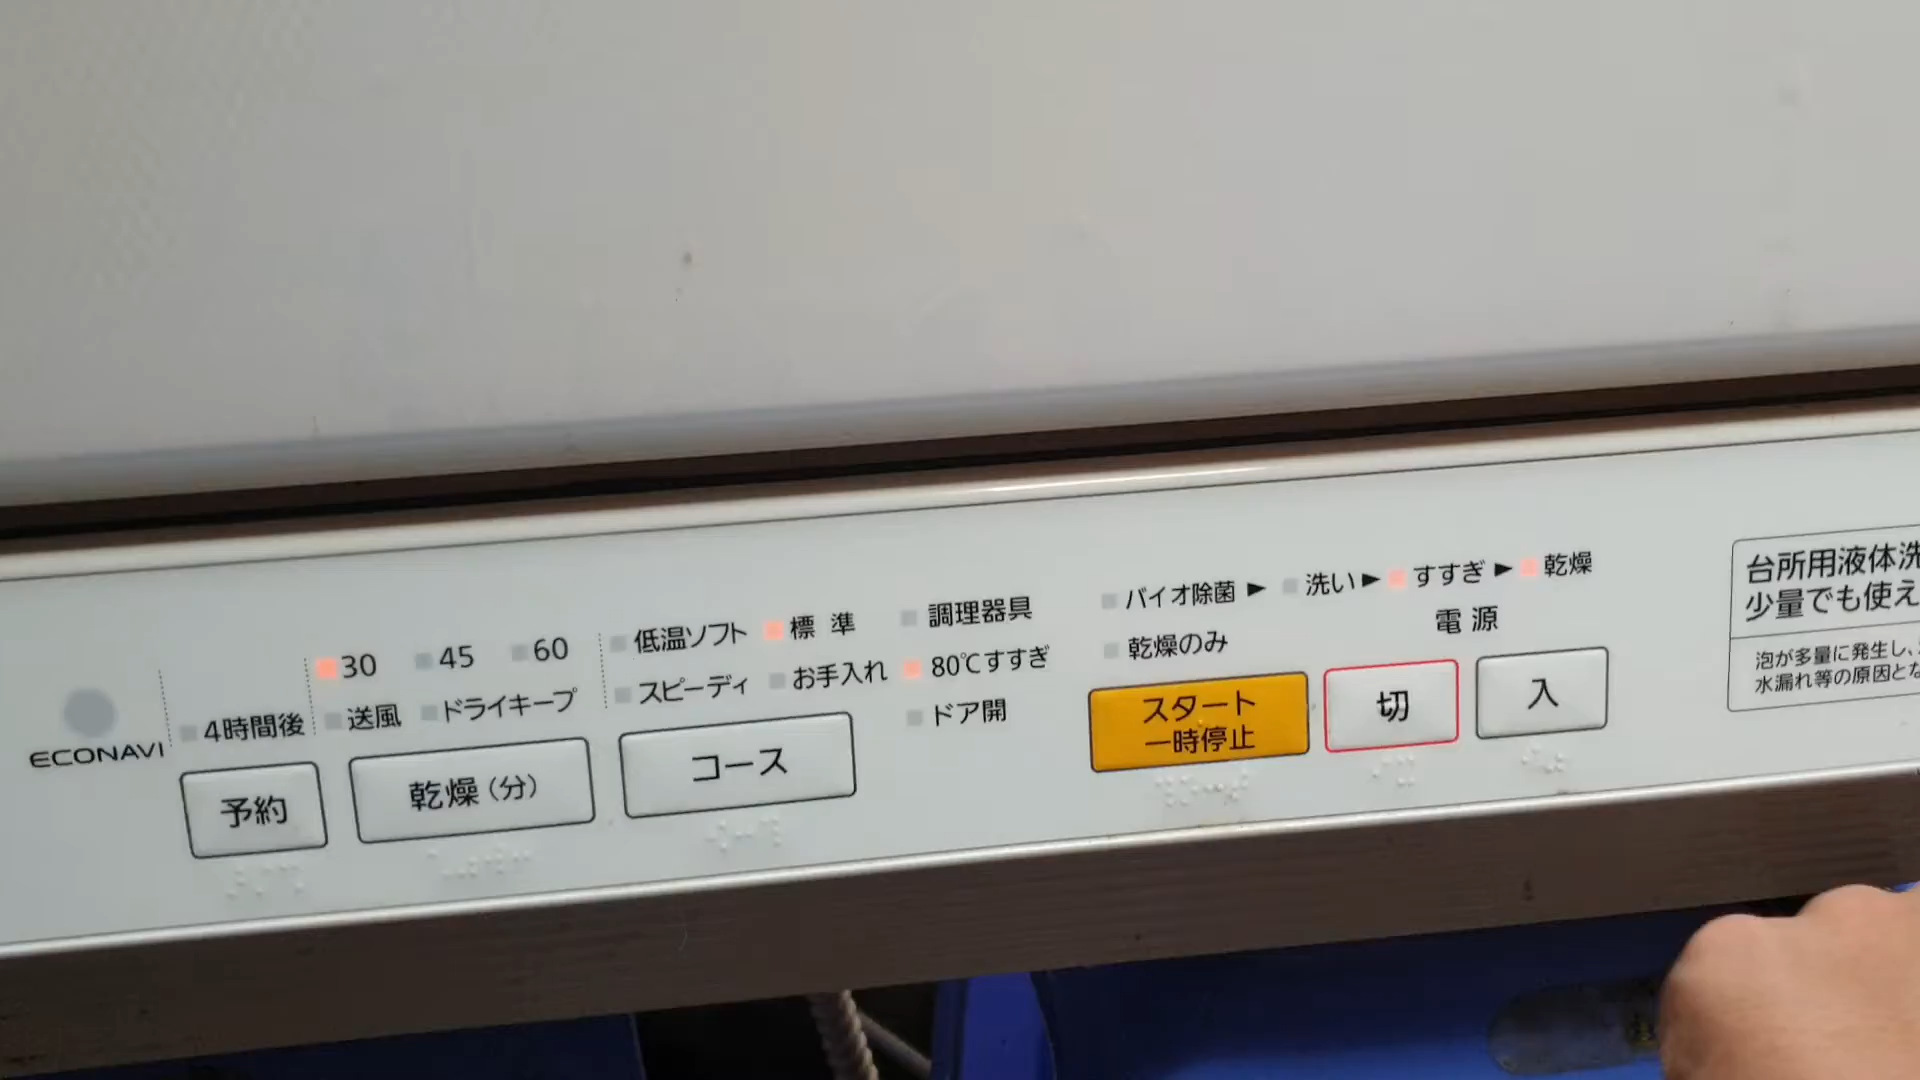 ECONAVI
4時間後
予約
30 45 60
送風 ドライキープ
乾燥(分)
低温ソフト 標準 調理器具
スピーディ お手入れ 80℃すすぎ
ドア開
コース
バイオ除菌▶洗い▶すすぎ▶乾燥
乾燥のみ
電源
スタート
一時停止
切
入
台所用液体洗
少量でも使え
泡が多量に発生し、
水漏れ等の原因とな